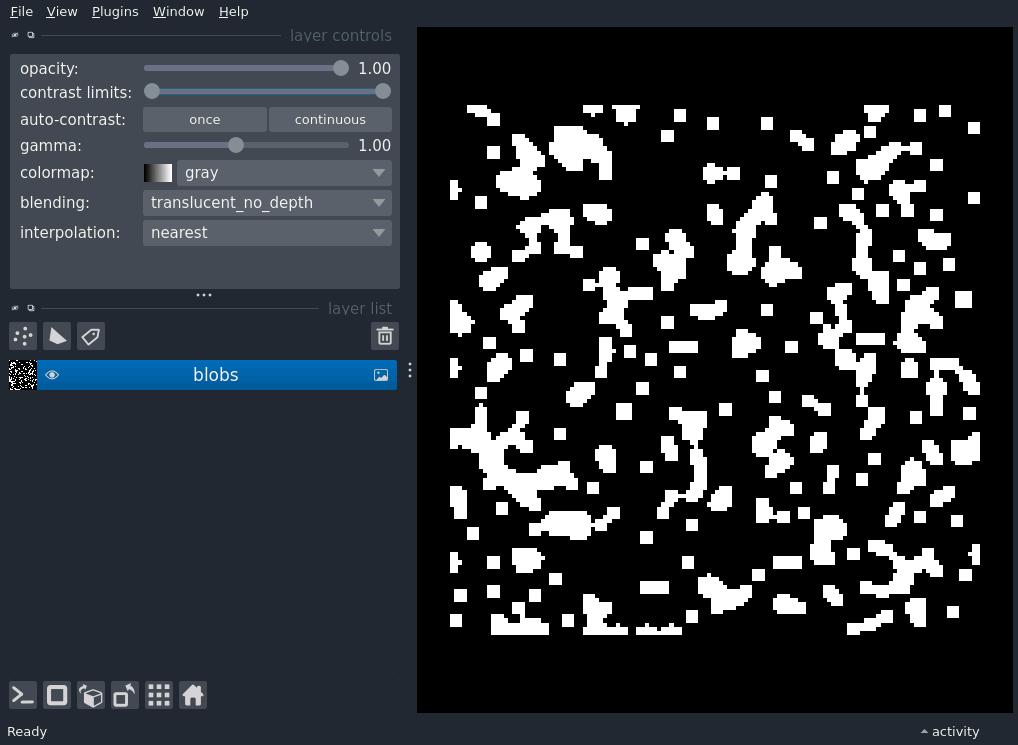 File View Plugins Window Help
layer controls
opacity: 1.00
contrast limits:
auto-contrast: once continuous
gamma: 1.00
colormap: gray
blending: translucent_no_depth
interpolation: nearest
layer list
blobs
Ready activity